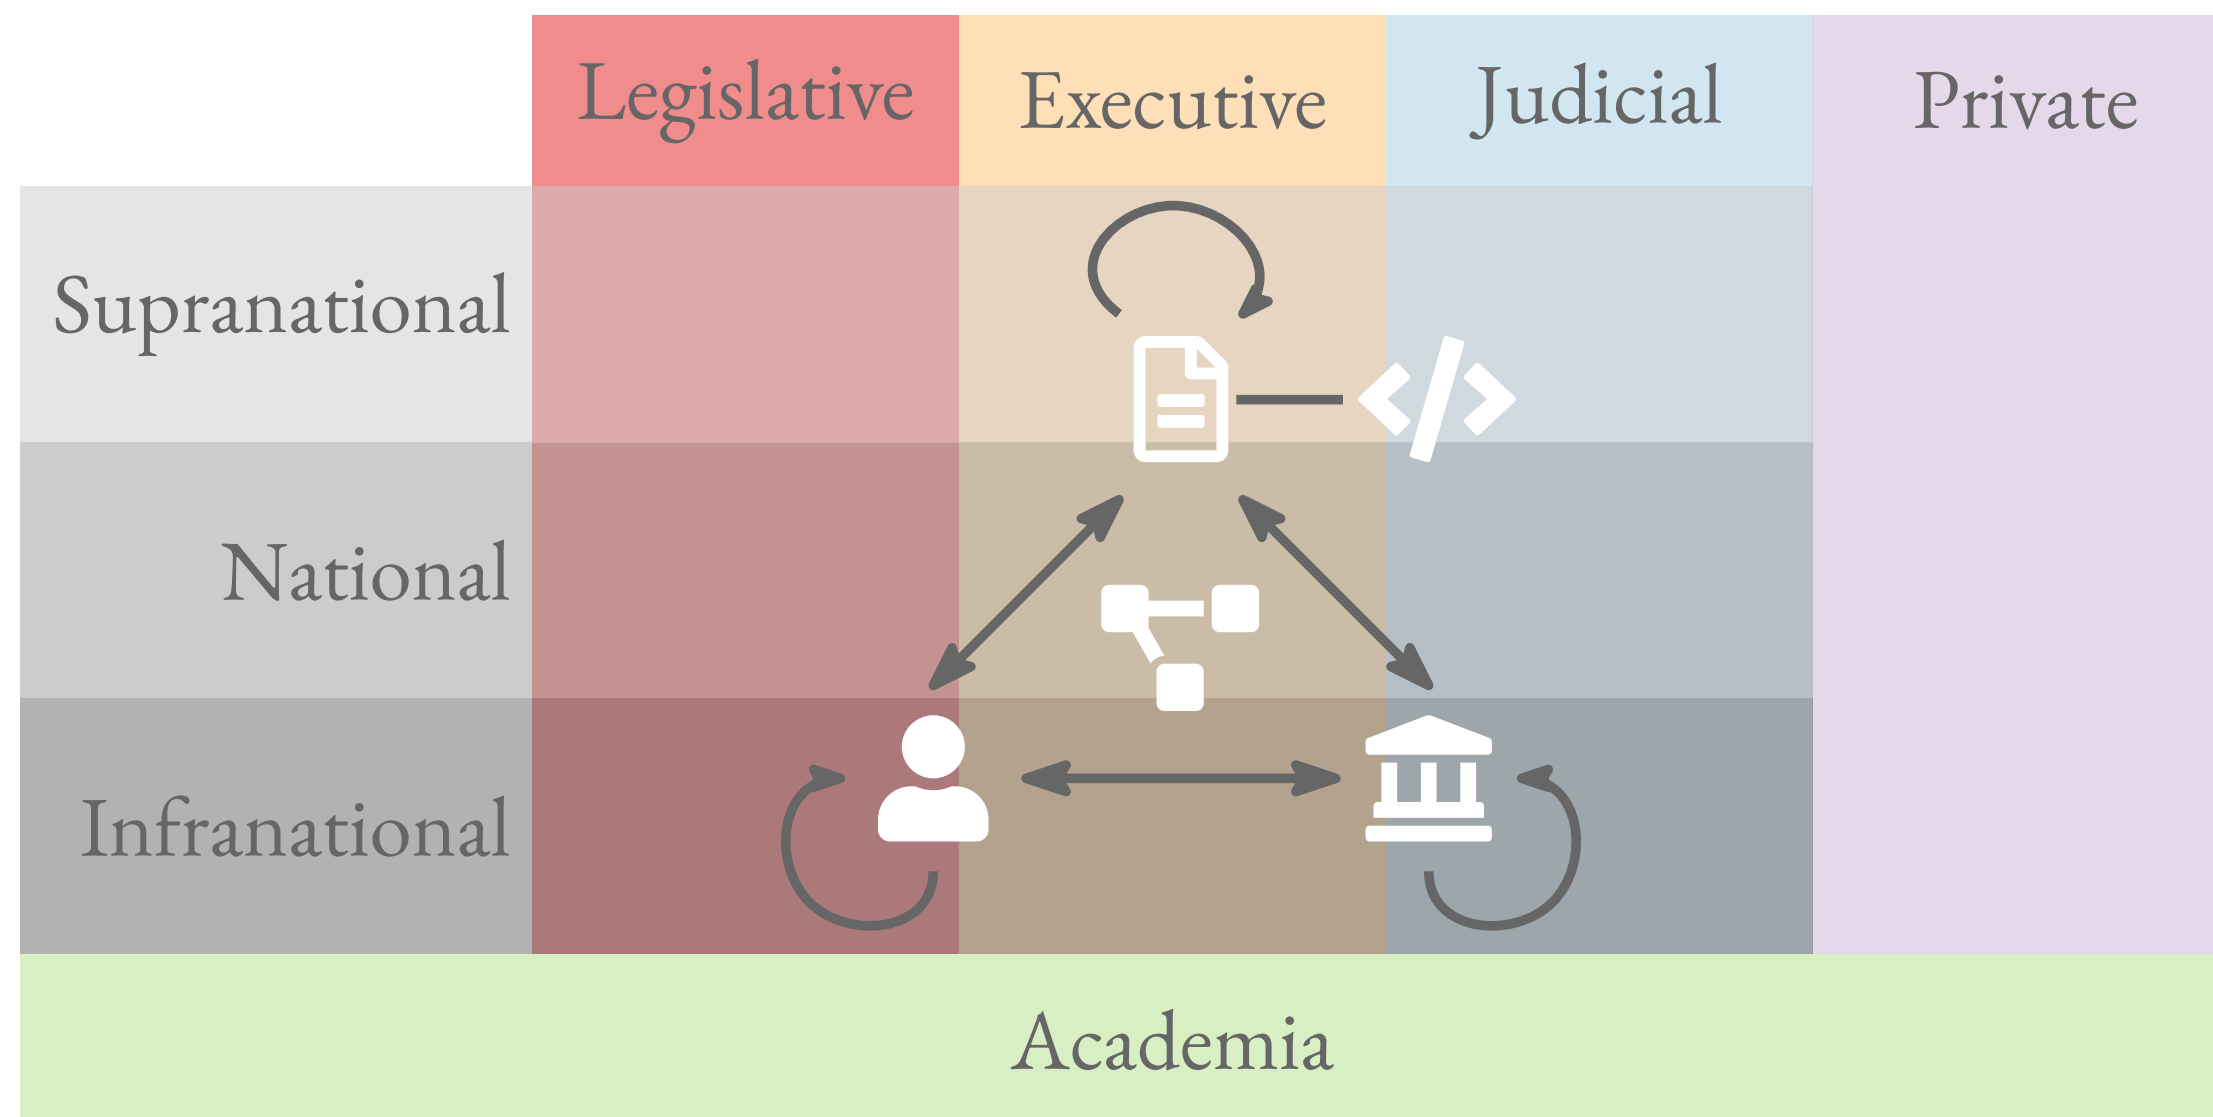 Legislative
Executive
Judicial
Private
Supranational
National
Infranational
Academia